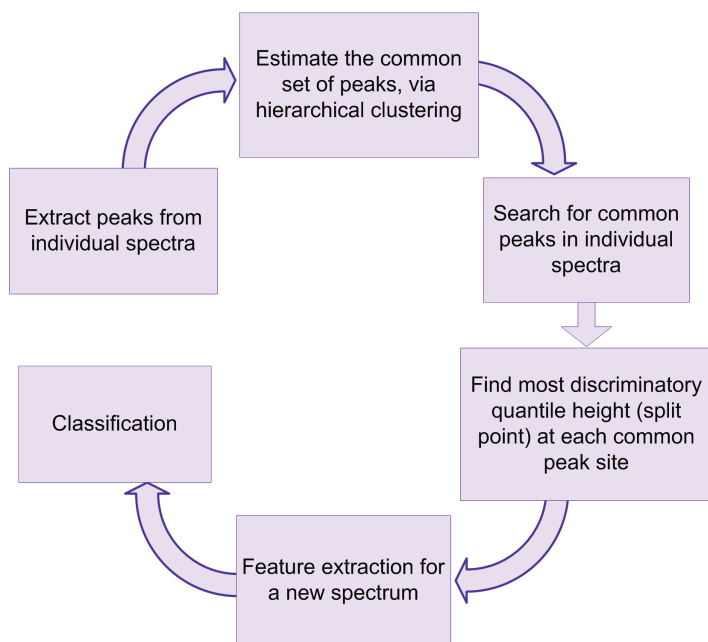 Extract peaks from
individual spectra
Estimate the common
set of peaks, via
hierarchical clustering
Search for common
peaks in individual
spectra
Find most discriminatory
quantile height (split
point) at each common
peak site
Feature extraction for
a new spectrum
Classification